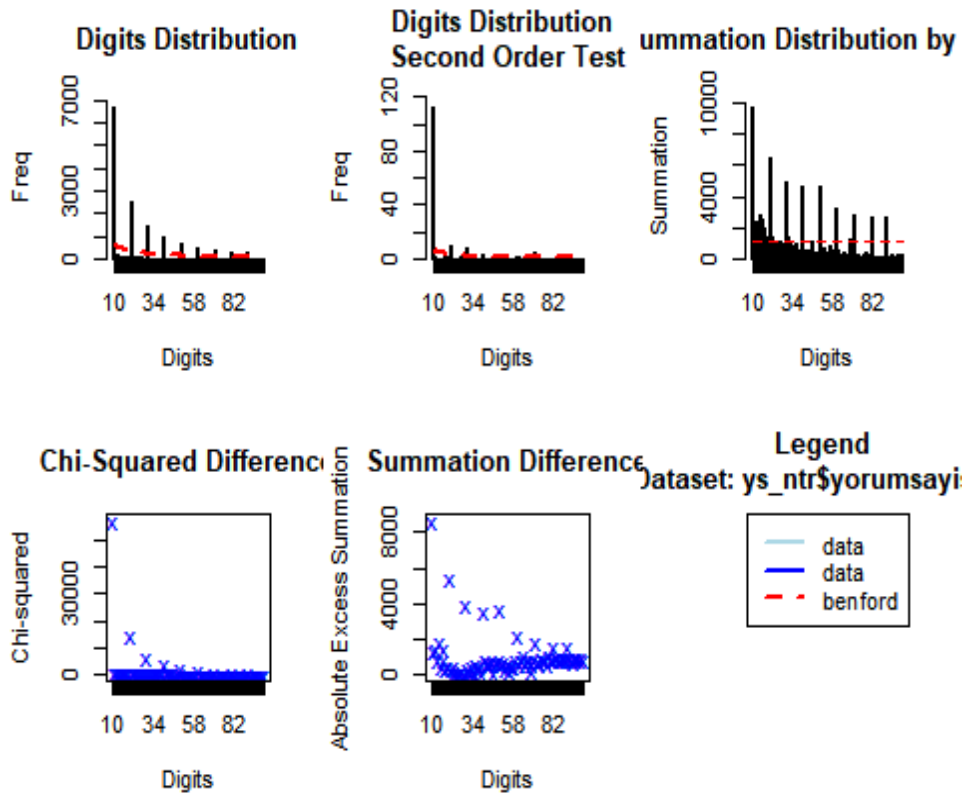 Digits Distribution
Freq
0
3000
7000
10 34 58 82
Digits
Digits Distribution
Second Order Test
Freq
0
40
80
120
10 34 58 82
Digits
ummation Distribution by
Summation
0
4000
10000
10 34 58 82
Digits
Chi-Squared Difference
Chi-squared
0
30000
10 34 58 82
Digits
Summation Difference
Absolute Excess Summation
0
4000
8000
10 34 58 82
Digits
Legend
Dataset: ys_ntr$yorumsayis
data
data
benford